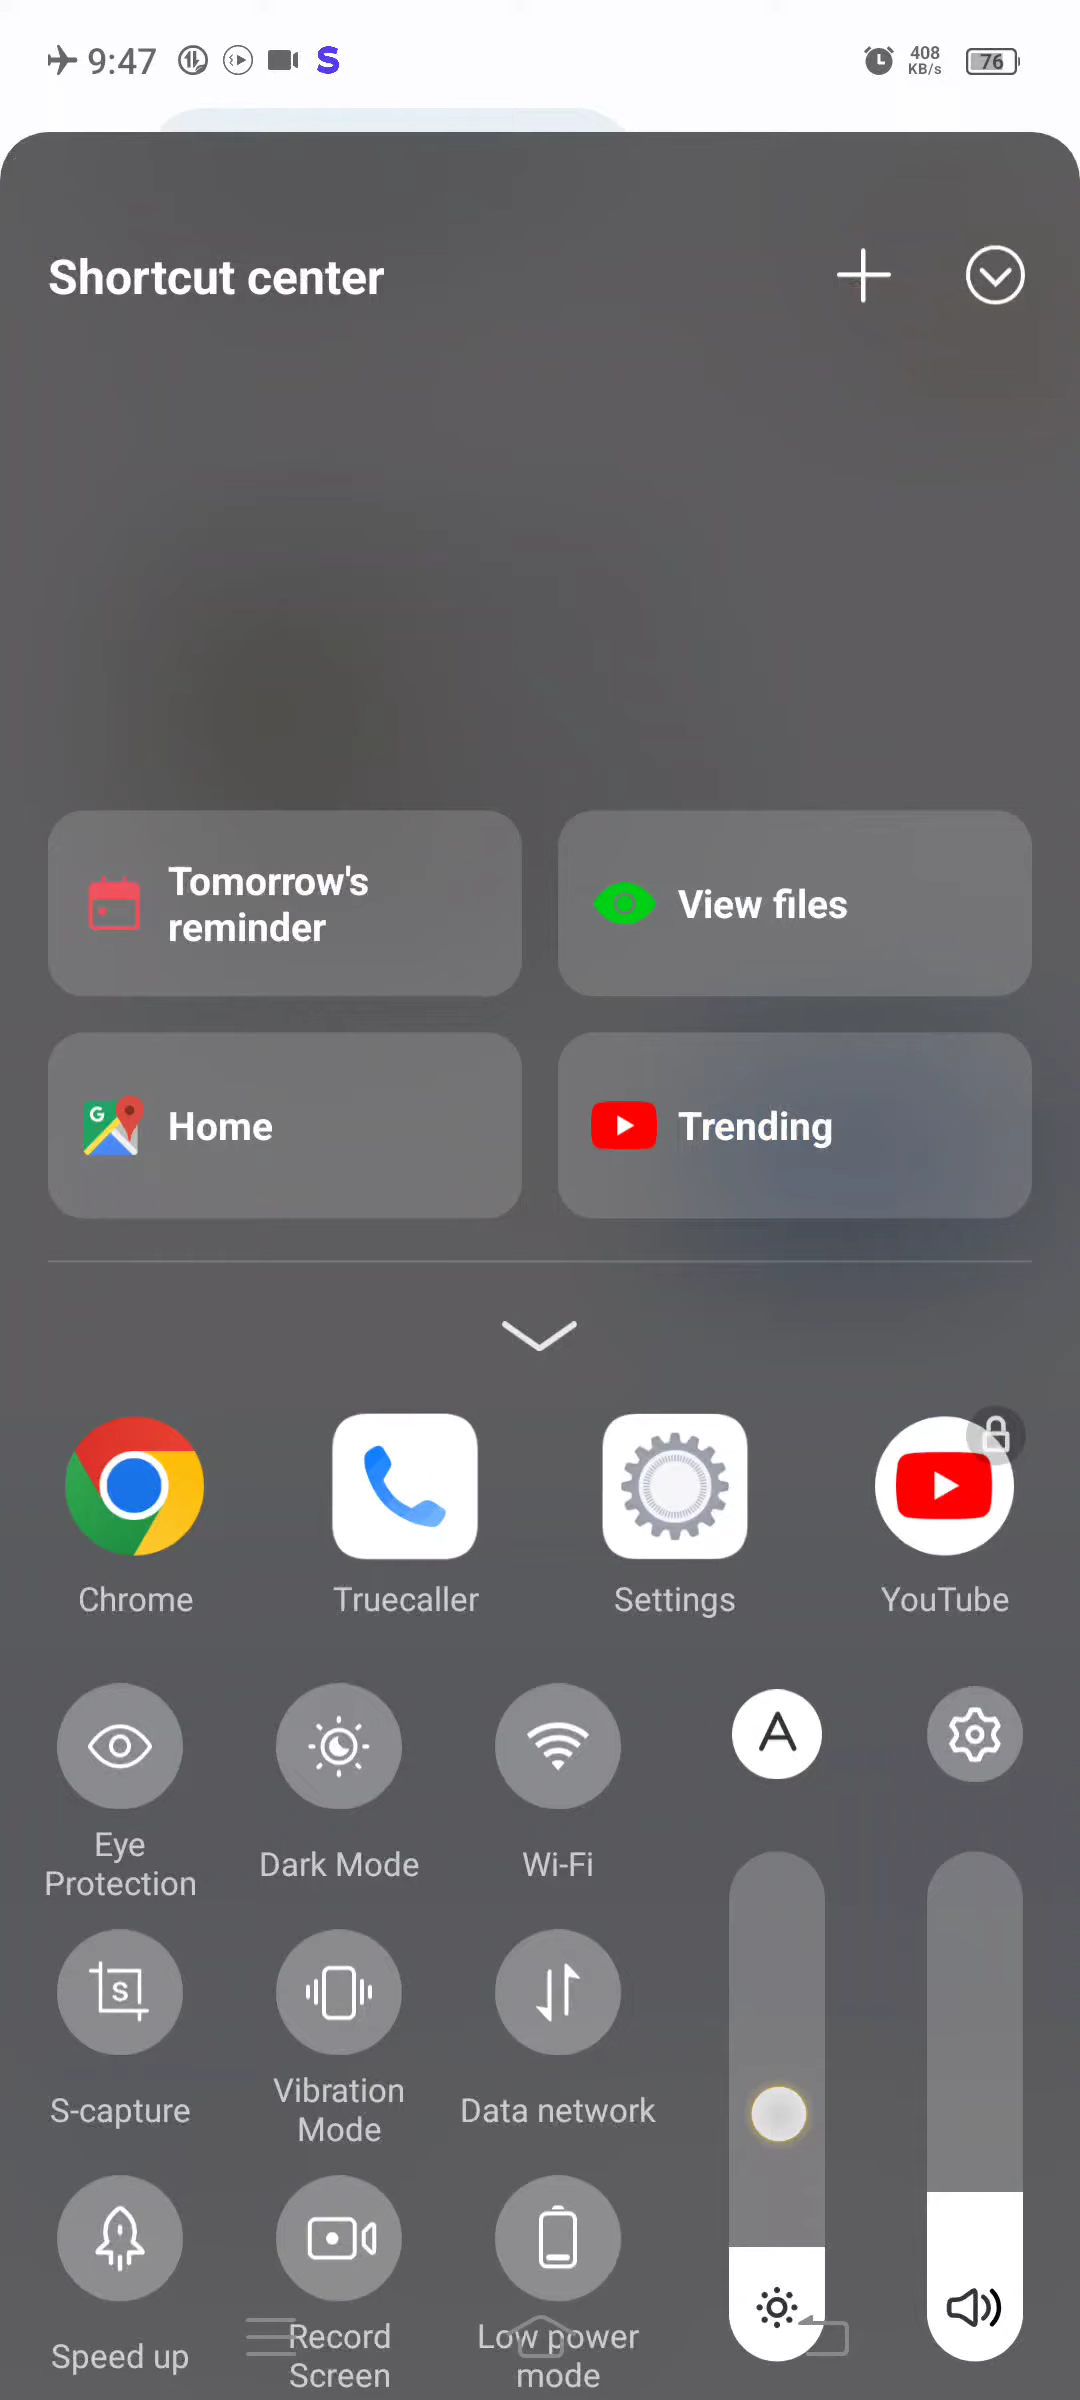 9:47
S
408
KB/s
76
Shortcut center
Tomorrow's
reminder
View files
G
Home
Trending
Chrome
Truecaller
Settings
YouTube
A
Eye
Protection
Dark Mode
Wi-Fi
S
S-capture
Vibration
Mode
Data network
Speed up
Record
Screen
Low power
mode